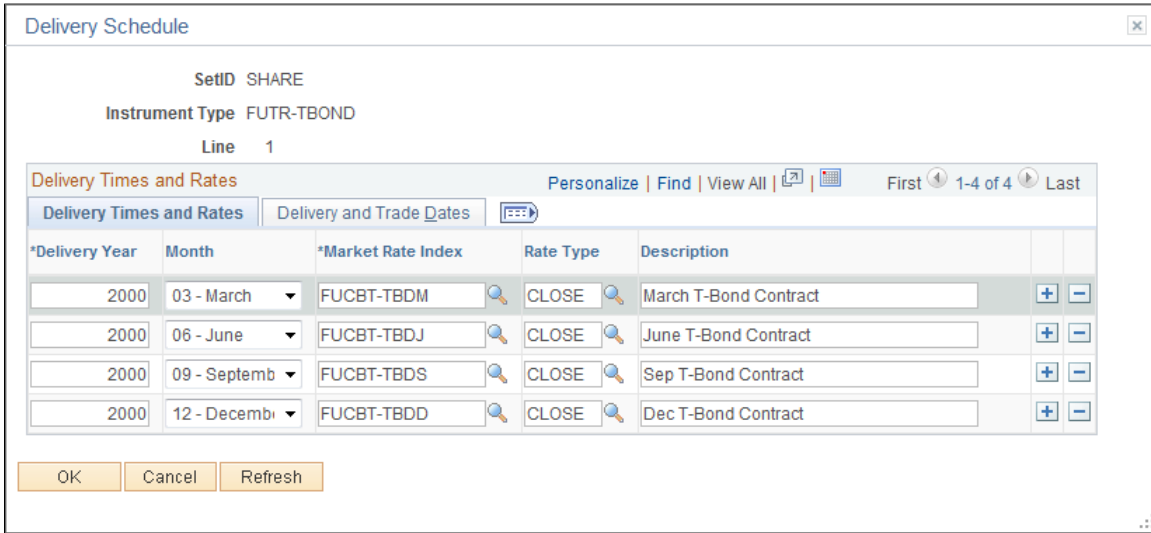 Delivery Schedule
SetID SHARE
Instrument Type FUTR-TBOND
Line 1
Delivery Times and Rates Personalize | Find | View All | | First 1-4 of 4 Last
Delivery Times and Rates Delivery and Trade Dates
*Delivery Year Month *Market Rate Index Rate Type Description
2000 03 - March FUCBT-TBDM CLOSE March T-Bond Contract
2000 06 - June FUCBT-TBDJ CLOSE June T-Bond Contract
2000 09 - Septemb FUCBT-TBDS CLOSE Sep T-Bond Contract
2000 12 - Decembe FUCBT-TBDD CLOSE Dec T-Bond Contract
OK Cancel Refresh